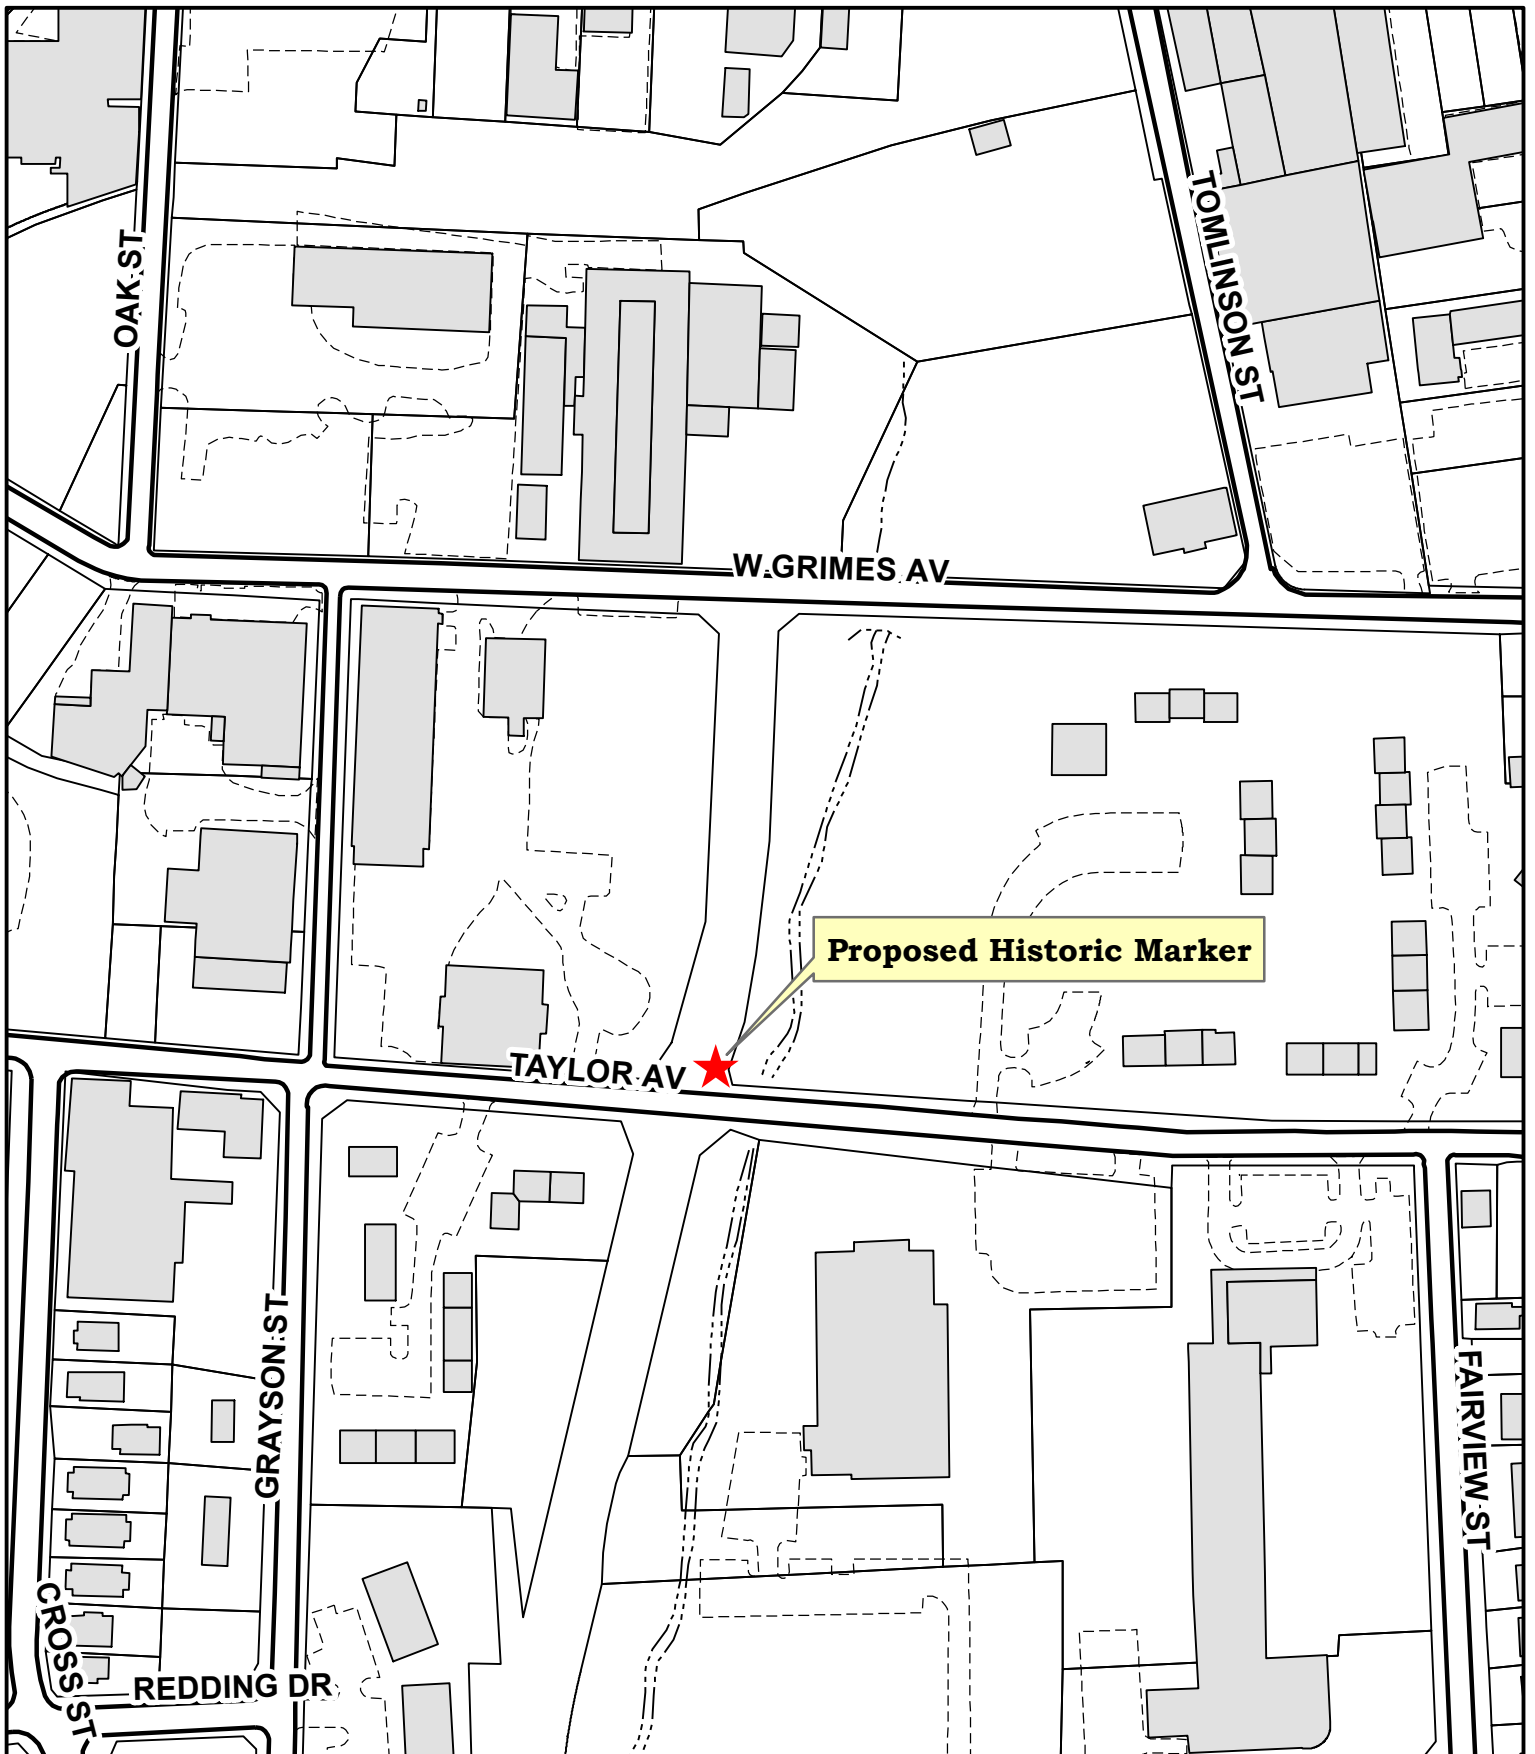 OAK ST
TOMLINSON ST
W GRIMES AV
Proposed Historic Marker
TAYLOR AV
GRAYSON ST
FAIRVIEW ST
CROSS ST
REDDING DR